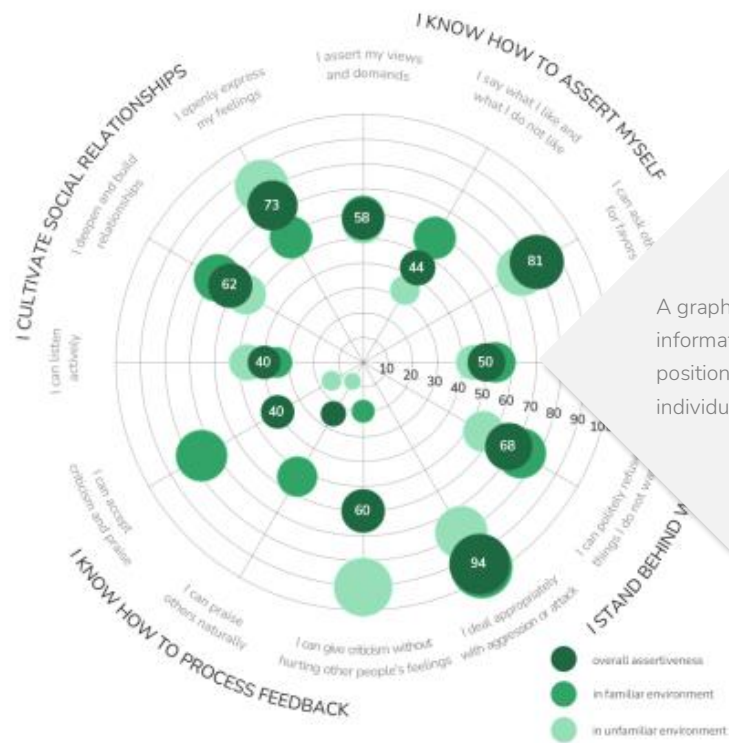 I KNOW HOW TO ASSERT MYSELF
I assert my views
and demands
I say what I like and
what I do not like
I can ask
for favors
I CULTIVATE SOCIAL RELATIONSHIPS
I openly express
my feelings
I deepen and build
relationships
I can listen
actively
73
58
44
81
62
40
50
10
20
30
40
50
60
70
80
90
40
68
60
94
I can accept
criticism and praise
I can praise
others naturally
I can give criticism without
hurting other people's feelings
I deal appropriately
with aggression or attack
I can politely
things I do not
I KNOW HOW TO PROCESS FEEDBACK
I STAND BEHIND
A graph
overall assertiveness
in familiar environment
in unfamiliar environment